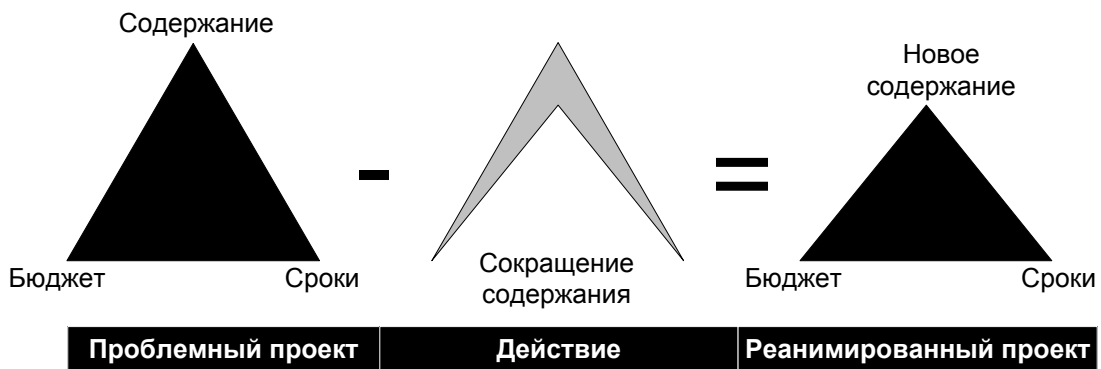 Содержание
Новое
содержание
-
=
Бюджет
Сроки
Сокращение
содержания
Бюджет
Сроки
Проблемный проект
Действие
Реанимированный проект